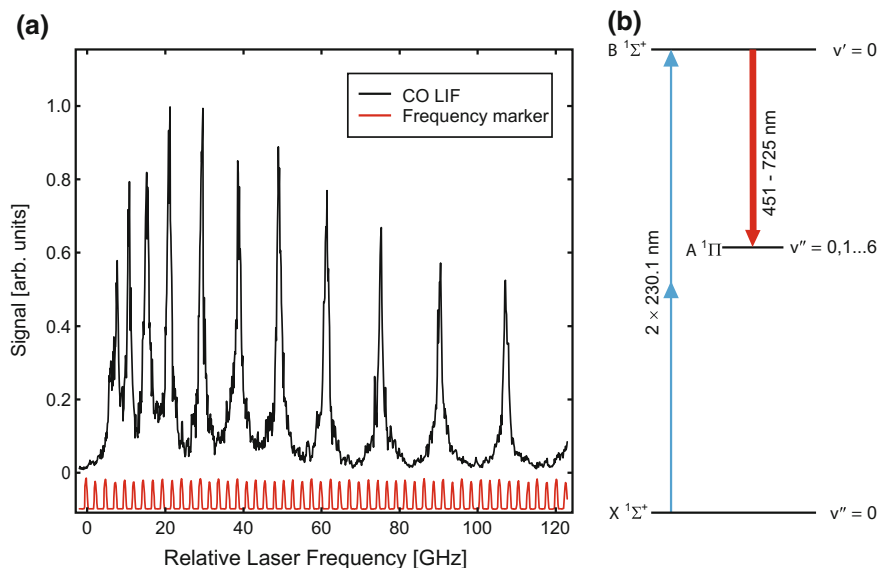 (a)
1.0
0.8
0.6
0.4
0.2
0
Signal [arb. units]
CO LIF
Frequency marker
0
20
40
60
80
100
120
Relative Laser Frequency [GHz]
(b)
B ¹Σ⁺
v′ = 0
451 - 725 nm
A ¹Π
v″ = 0,1...6
2 × 230.1 nm
X ¹Σ⁺
v″ = 0